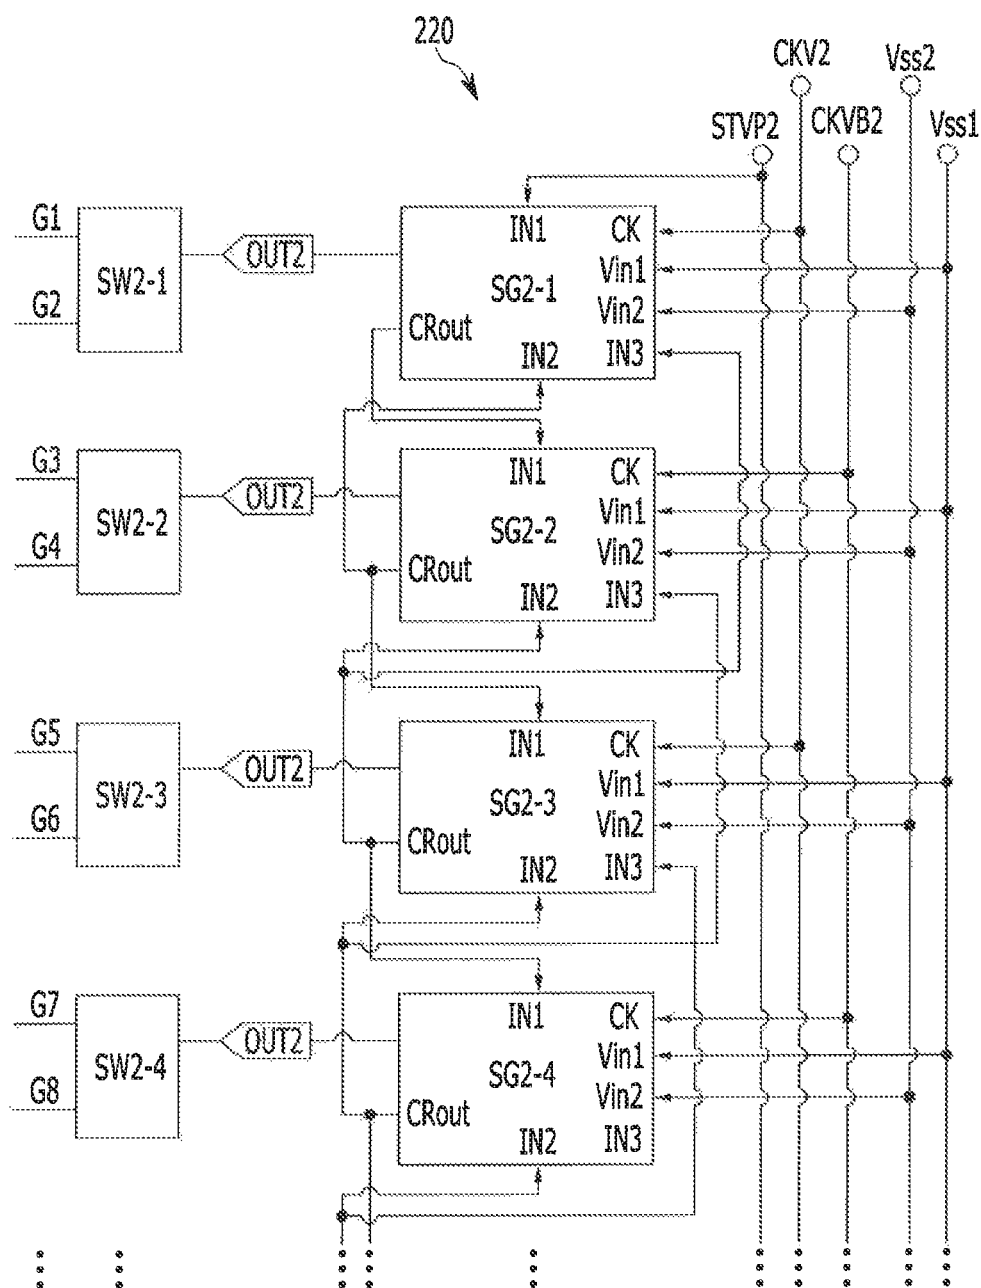 220
CKV2
Vss2
STVP2
CKVB2
Vss1
G1
G2
SW2-1
OUT2
IN1
CK
SG2-1
Vin1
Vin2
CRout
IN2
IN3
G3
G4
SW2-2
OUT2
IN1
CK
SG2-2
Vin1
Vin2
CRout
IN2
IN3
G5
G6
SW2-3
OUT2
IN1
CK
SG2-3
Vin1
Vin2
CRout
IN2
IN3
G7
G8
SW2-4
OUT2
IN1
CK
SG2-4
Vin1
Vin2
CRout
IN2
IN3